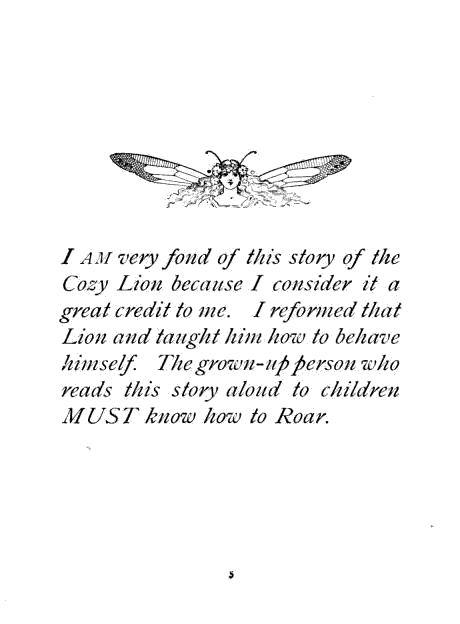 I AM very fond of this story of the
Cozy Lion because I consider it a
great credit to me. I reformed that
Lion and taught him how to behave
himself. The grown-up person who
reads this story aloud to children
MUST know how to Roar.
5